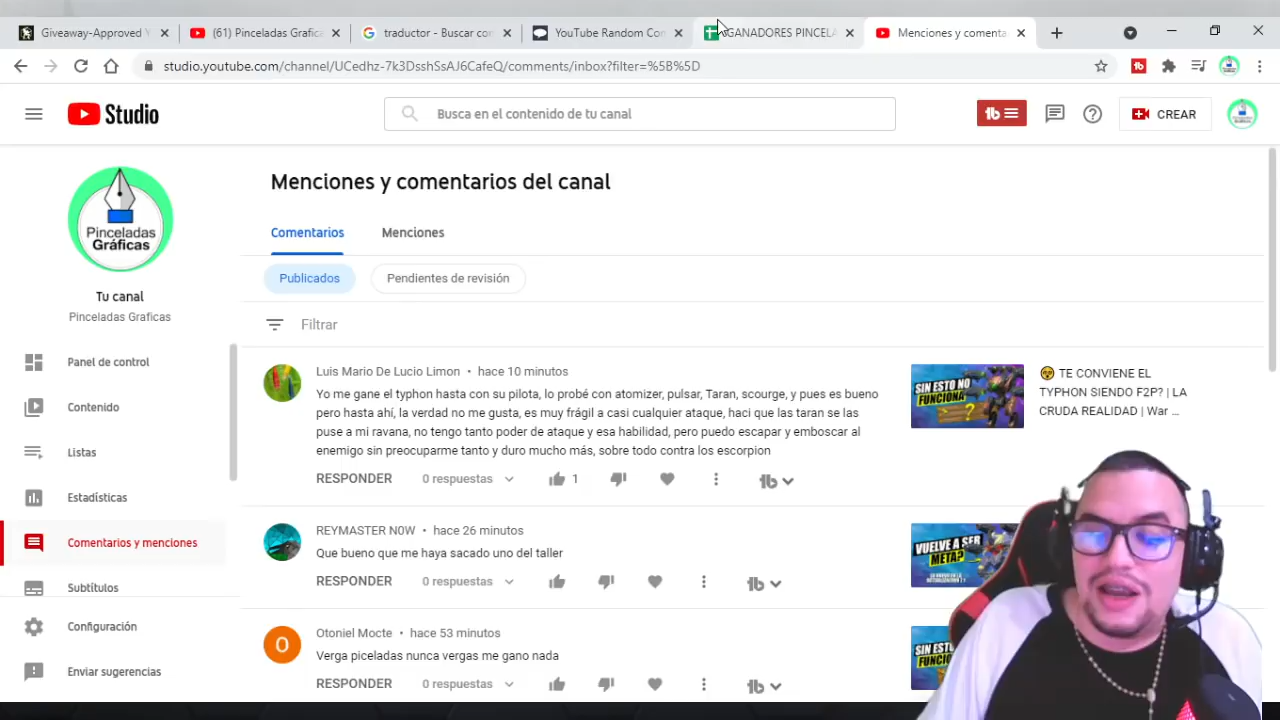 Giveaway-Approved Y
(61) Pinceladas Grafica
traductor - Buscar con
YouTube Random Con
GANADORES PINCELA
Menciones y comenta
studio.youtube.com/channel/UCedhz-7k3DsshSsAJ6CafeQ/comments/inbox?filter=%5B%5D
Studio
Busca en el contenido de tu canal
CREAR
Pinceladas
Gráficas
Tu canal
Pinceladas Graficas
Panel de control
Contenido
Listas
Estadísticas
Comentarios y menciones
Subtítulos
Configuración
Enviar sugerencias
Menciones y comentarios del canal
Comentarios
Menciones
Publicados
Pendientes de revisión
Filtrar
Luis Mario De Lucio Limon • hace 10 minutos
Yo me gane el typhon hasta con su pilota, lo probé con atomizer, pulsar, Taran, scourge, y pues es bueno
pero hasta ahí, la verdad no me gusta, es muy frágil a casi cualquier ataque, haci que las taran se las
puse a mi ravana, no tengo tanto poder de ataque y esa habilidad, pero puedo escapar y emboscar al
enemigo sin preocuparme tanto y duro mucho más, sobre todo contra los escorpion
RESPONDER 0 respuestas 1
SIN ESTO NO
FUNCIONA
?
TE CONVIENE EL
TYPHON SIENDO F2P? | LA
CRUDA REALIDAD | War ...
REYMASTER N0W • hace 26 minutos
Que bueno que me haya sacado uno del taller
RESPONDER 0 respuestas
VUELVE A SER
META?
Otoniel Mocte • hace 53 minutos
Verga piceladas nunca vergas me gano nada
RESPONDER 0 respuestas
SIN ESTO
FUNCIO